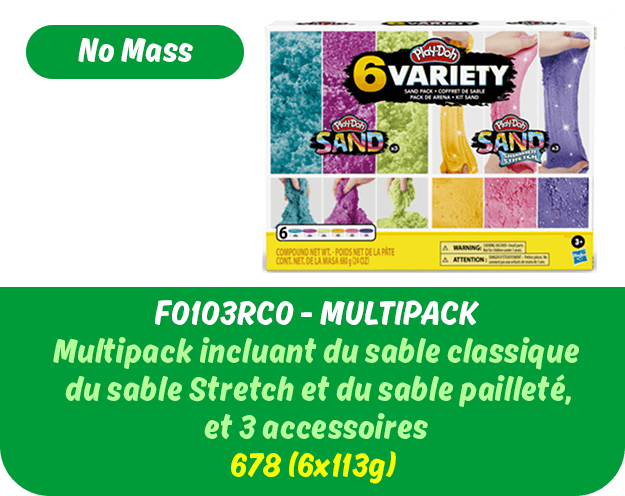 No Mass
Play-Doh
6 VARIETY
SAND PACK • COFFRET DE SABLE
PACK DE ARENA • KIT SAND
Play-Doh
SAND x3
Play-Doh
SAND x3
SHIMMER
STRETCH
6
COMPOUND NET WT. - POIDS NET DE LA PÂTE
CONT. NET. DE LA MASA 680 g (24 OZ)
WARNING:
ATTENTION:
3+
Hasbro
F0103RC0 - MULTIPACK
Multipack incluant du sable classique
du sable Stretch et du sable pailleté,
et 3 accessoires
678 (6x113g)